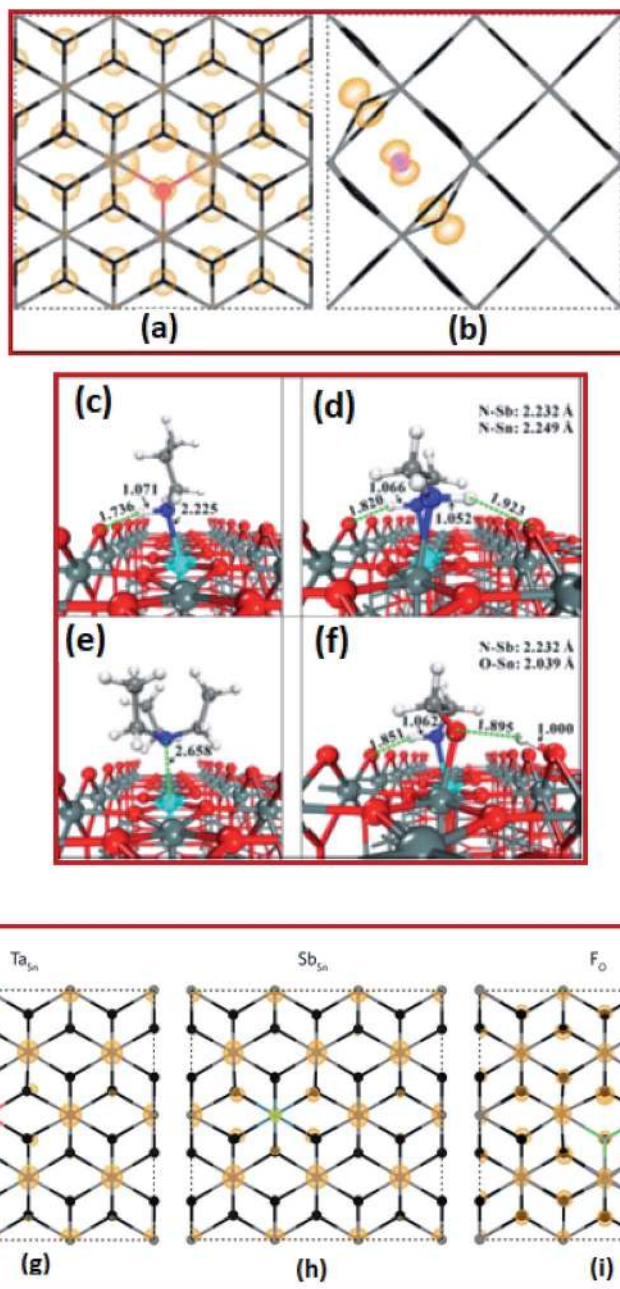 (a)
(b)
(c)
1.071
1.736
2.225
(d)
N-Sb: 2.232 Å
N-Sn: 2.249 Å
1.066
1.820
1.923
1.052
(e)
2.658
(f)
N-Sb: 2.232 Å
O-Sn: 2.039 Å
1.062
1.851
1.895
1.000
Ta_Sn
Sb_Sn
F_O
(g)
(h)
(i)